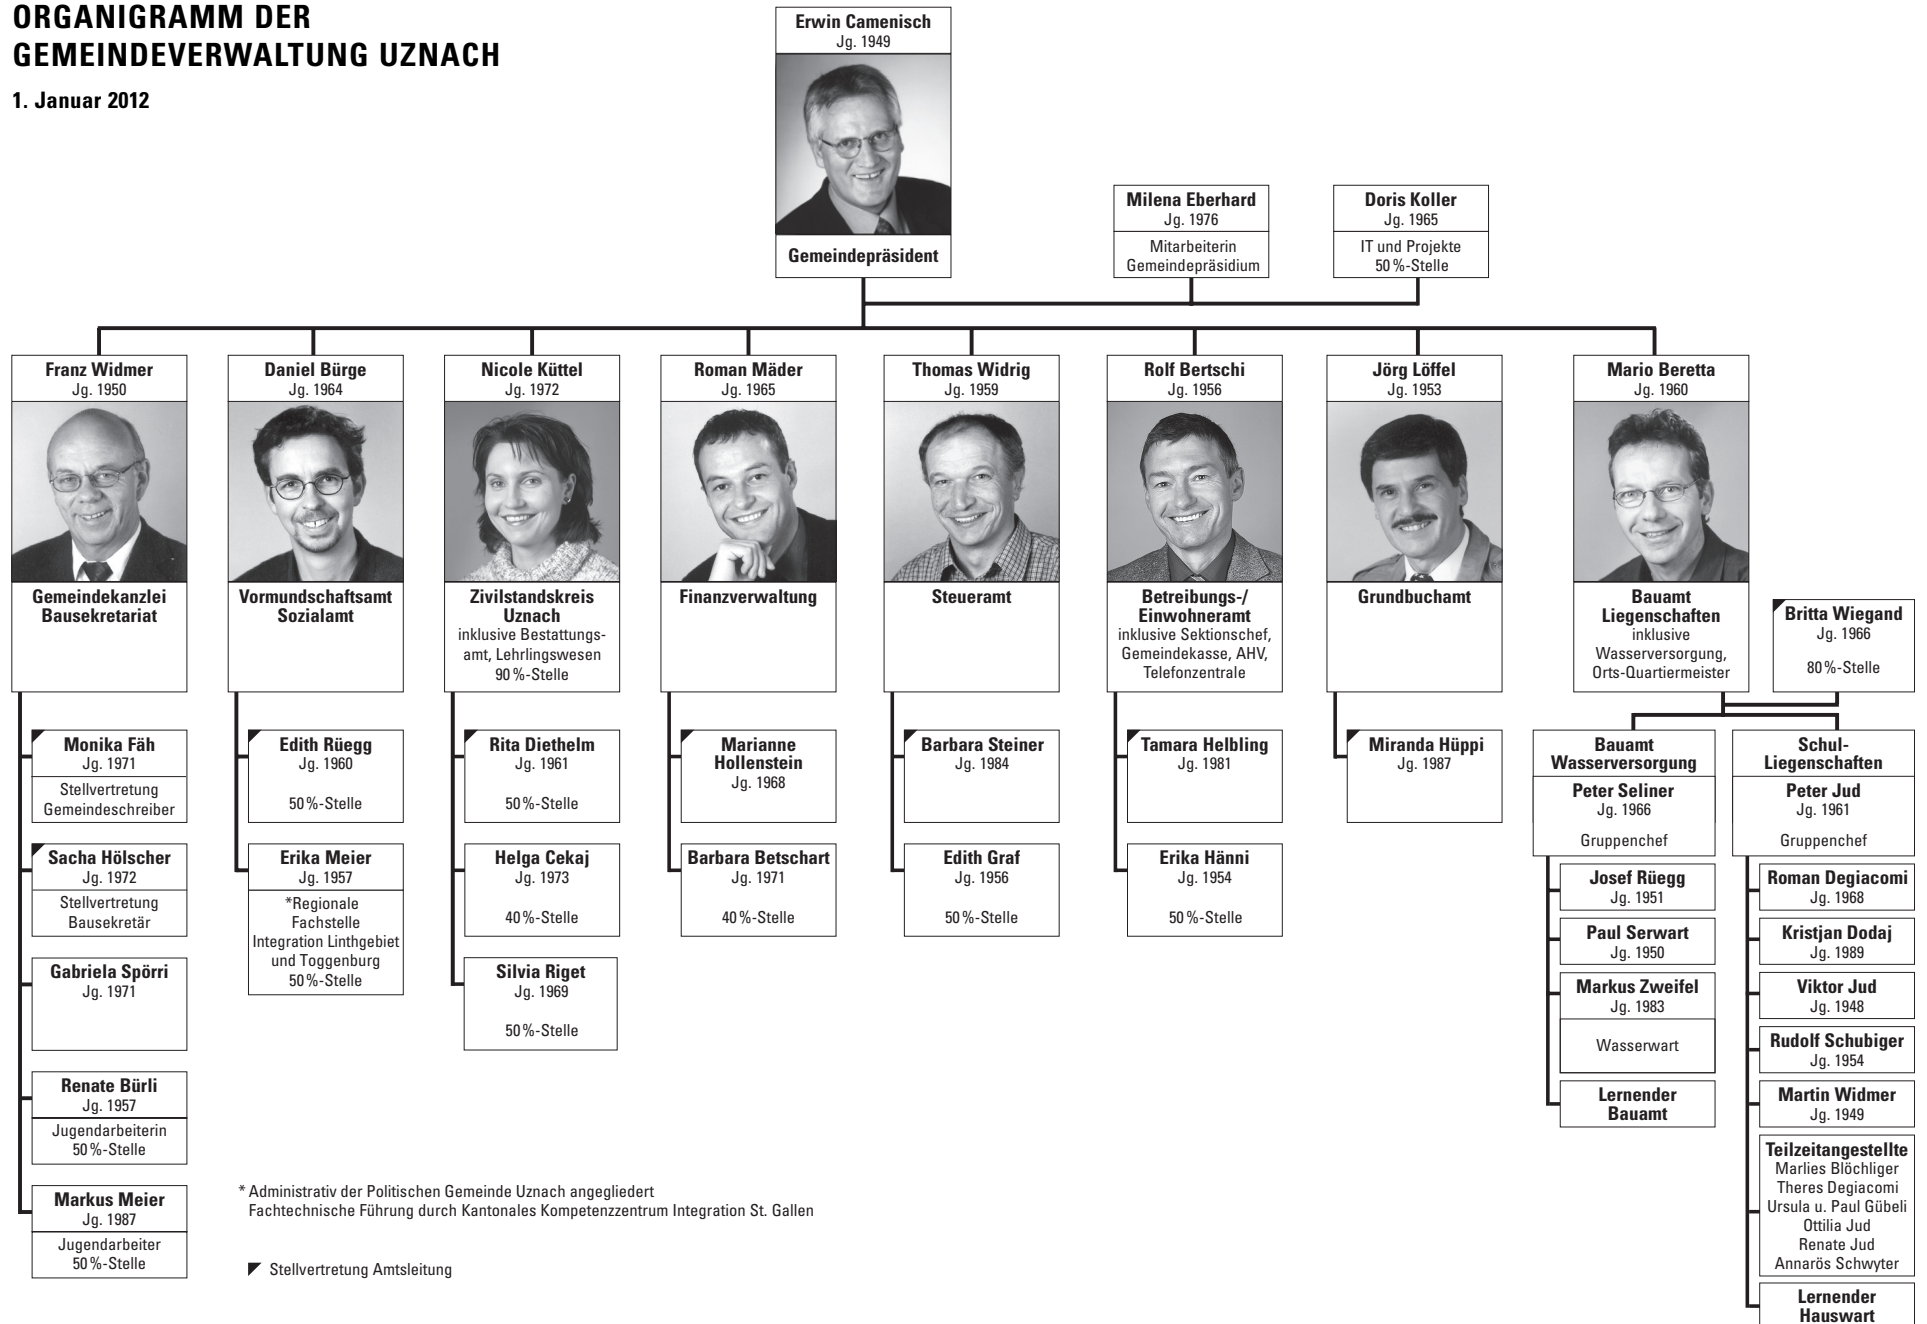 ORGANIGRAMM DER
GEMEINDEVERWALTUNG UZNACH
1. Januar 2012
Erwin Camenisch
Jg. 1949
Gemeindepräsident
Milena Eberhard
Jg. 1976
Mitarbeiterin
Gemeindepräsidium
Doris Koller
Jg. 1965
IT und Projekte
50 %-Stelle
Franz Widmer
Jg. 1950
Gemeindekanzlei
Bausekretariat
Monika Fäh
Jg. 1971
Stellvertretung
Gemeindeschreiber
Sacha Hölscher
Jg. 1972
Stellvertretung
Bausekretär
Gabriela Spörri
Jg. 1971
Renate Bürli
Jg. 1957
Jugendarbeiterin
50 %-Stelle
Markus Meier
Jg. 1987
Jugendarbeiter
50 %-Stelle
Daniel Bürge
Jg. 1964
Vormundschaftsamt
Sozialamt
Edith Rüegg
Jg. 1960
50 %-Stelle
Erika Meier
Jg. 1957
*Regionale
Fachstelle
Integration Linthgebiet
und Toggenburg
50 %-Stelle
Nicole Küttel
Jg. 1972
Zivilstandskreis
Uznach
inklusive Bestattungs-
amt, Lehrlingswesen
90 %-Stelle
Rita Diethelm
Jg. 1961
50 %-Stelle
Helga Cekaj
Jg. 1973
40 %-Stelle
Silvia Riget
Jg. 1969
50 %-Stelle
Roman Mäder
Jg. 1965
Finanzverwaltung
Marianne
Hollenstein
Jg. 1968
Barbara Betschart
Jg. 1971
40 %-Stelle
Thomas Widrig
Jg. 1959
Steueramt
Barbara Steiner
Jg. 1984
Edith Graf
Jg. 1956
50 %-Stelle
Rolf Bertschi
Jg. 1956
Betreibungs-/
Einwohneramt
inklusive Sektionschef,
Gemeindekasse, AHV,
Telefonzentrale
Tamara Helbling
Jg. 1981
Erika Hänni
Jg. 1954
50 %-Stelle
Jörg Löffel
Jg. 1953
Grundbuchamt
Miranda Hüppi
Jg. 1987
Mario Beretta
Jg. 1960
Bauamt
Liegenschaften
inklusive
Wasserversorgung,
Orts-Quartiermeister
Britta Wiegand
Jg. 1966
80 %-Stelle
Bauamt
Wasserversorgung
Peter Seliner
Jg. 1966
Gruppenchef
Josef Rüegg
Jg. 1951
Paul Serwart
Jg. 1950
Markus Zweifel
Jg. 1983
Wasserwart
Lernender
Bauamt
Schul-
Liegenschaften
Peter Jud
Jg. 1961
Gruppenchef
Roman Degiacomi
Jg. 1968
Kristjan Dodaj
Jg. 1989
Viktor Jud
Jg. 1948
Rudolf Schubiger
Jg. 1954
Martin Widmer
Jg. 1949
Teilzeitangestellte
Marlies Blöchliger
Theres Degiacomi
Ursula u. Paul Gübeli
Ottilia Jud
Renate Jud
Annarös Schwyter
Lernender
Hauswart
* Administrativ der Politischen Gemeinde Uznach angegliedert
Fachtechnische Führung durch Kantonales Kompetenzzentrum Integration St. Gallen
Stellvertretung Amtsleitung